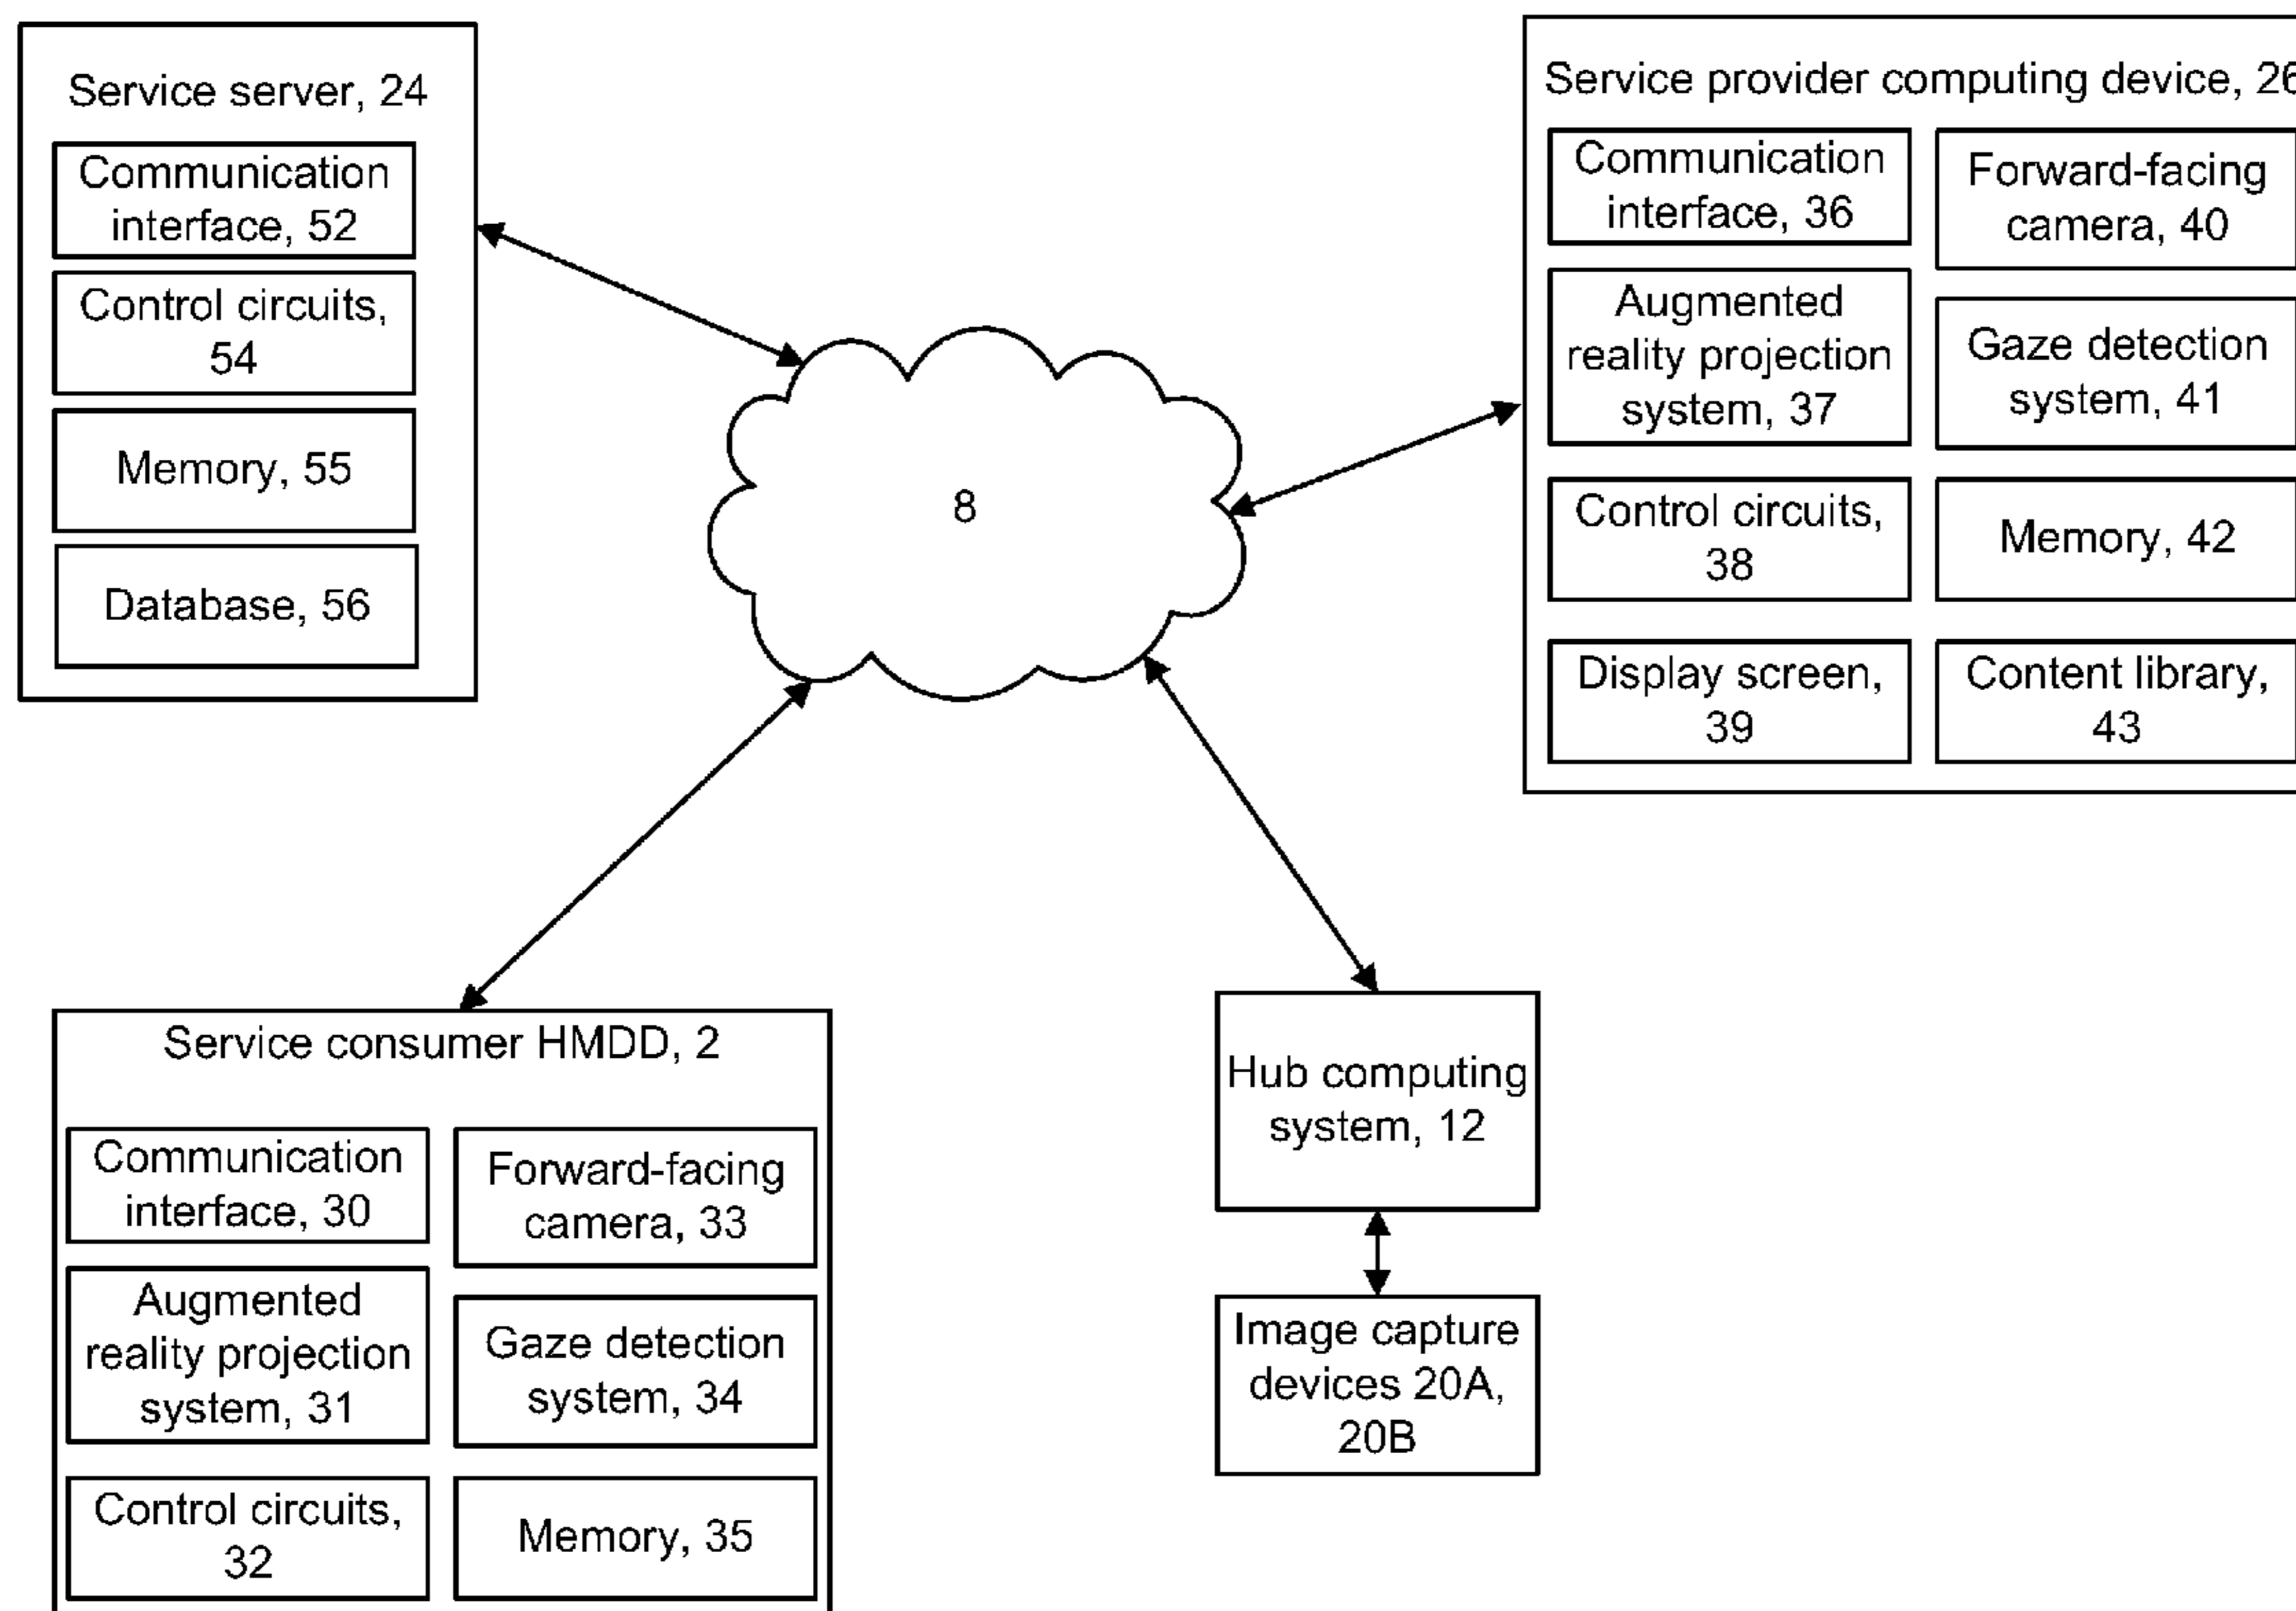 Service server, 24
Communication
interface, 52
Control circuits,
54
Memory, 55
Database, 56
8
Service provider computing device, 26
Communication
interface, 36
Augmented
reality projection
system, 37
Control circuits,
38
Display screen,
39
Forward-facing
camera, 40
Gaze detection
system, 41
Memory, 42
Content library,
43
Service consumer HMDD, 2
Communication
interface, 30
Augmented
reality projection
system, 31
Control circuits,
32
Forward-facing
camera, 33
Gaze detection
system, 34
Memory, 35
Hub computing
system, 12
Image capture
devices 20A,
20B